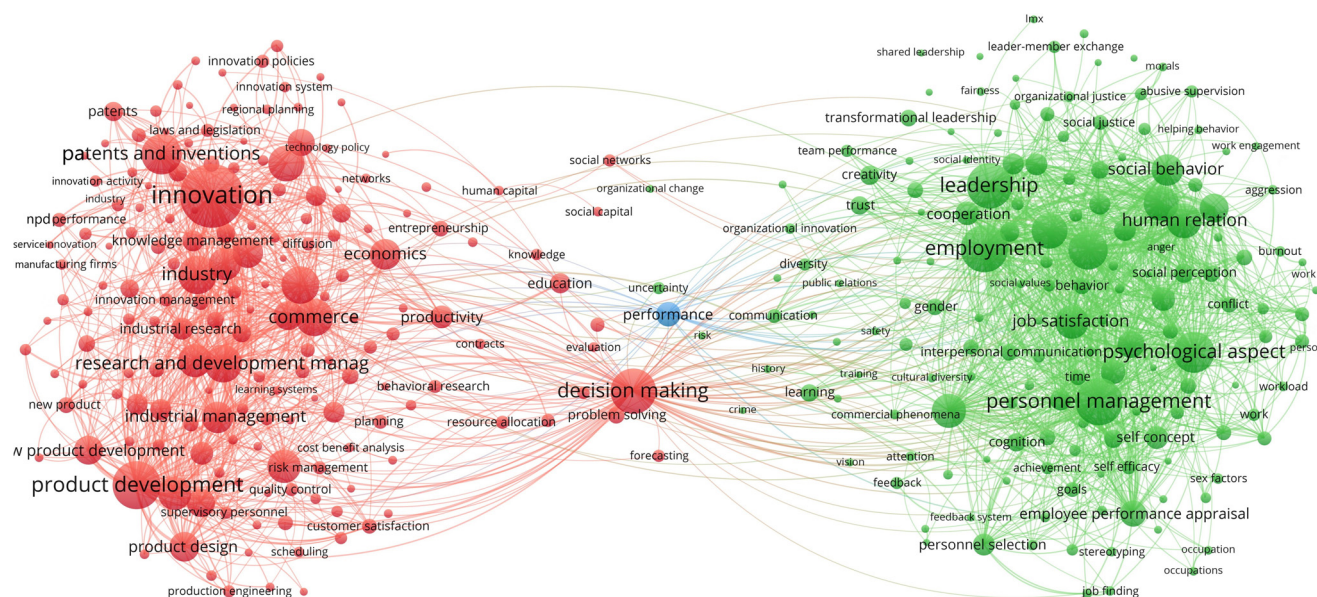 innovation policies
innovation system
patents
regional planning
laws and legislation
patents and inventions
technology policy
innovation activity
networks
innovation
industry
npd performance
serviceinnovation
knowledge management
diffusion
manufacturing firms
industry
innovation management
commerce
industrial research
research and development manag
learning systems
new product
industrial management
planning
w product development
cost benefit analysis
risk management
product development
quality control
supervisory personnel
customer satisfaction
product design
scheduling
production engineering
human capital
entrepreneurship
economics
productivity
contracts
behavioral research
resource allocation
social networks
organizational change
social capital
knowledge
education
uncertainty
performance
risk
evaluation
decision making
problem solving
forecasting
organizational innovation
diversity
public relations
communication
history
training
safety
learning
crime
commercial phenomena
vision
attention
feedback
lmx
shared leadership
leader-member exchange
morals
fairness
organizational justice
abusive supervision
transformational leadership
social justice
helping behavior
team performance
social identity
work engagement
creativity
social behavior
leadership
aggression
trust
cooperation
human relation
employment
anger
burnout
social perception
work
social values
behavior
gender
conflict
job satisfaction
interpersonal communication
psychological aspect
perso
cultural diversity
time
workload
personnel management
work
cognition
self concept
achievement
self efficacy
sex factors
goals
feedback system
employee performance appraisal
personnel selection
stereotyping
occupation
occupations
job finding